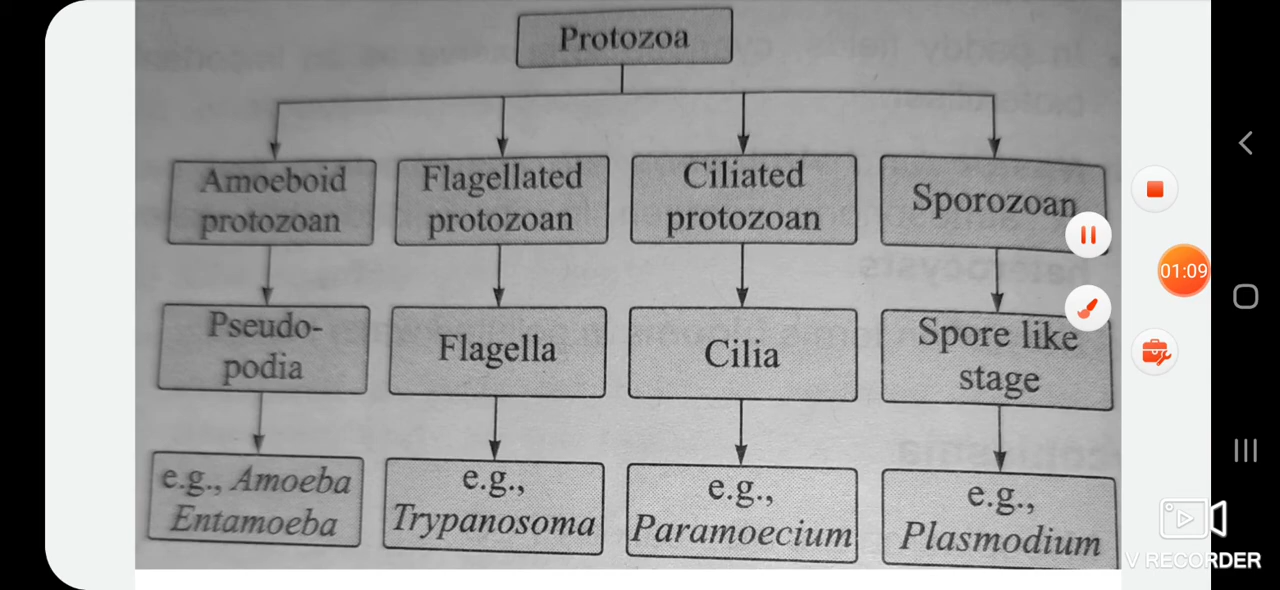 Protozoa
Amoeboid
protozoan
Flagellated
protozoan
Ciliated
protozoan
Sporozoan
Pseudo-
podia
Flagella
Cilia
Spore like
stage
e.g., Amoeba
Entamoeba
e.g.,
Trypanosoma
e.g.,
Paramoecium
e.g.,
Plasmodium
01:09
V RECORDER